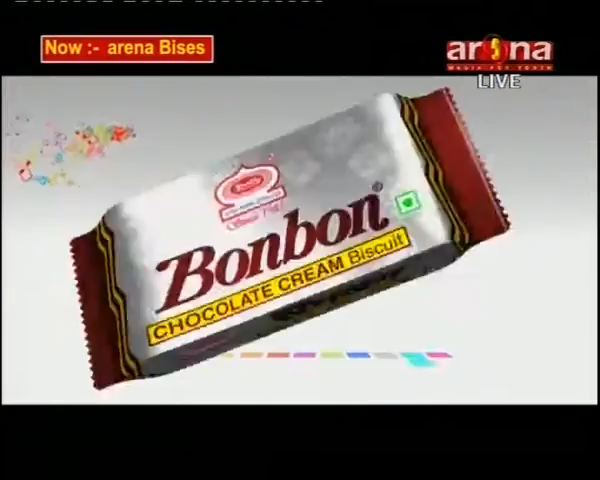 Now :- arena Bises
arena
LIVE
Bonbon®
CHOCOLATE CREAM Biscuit